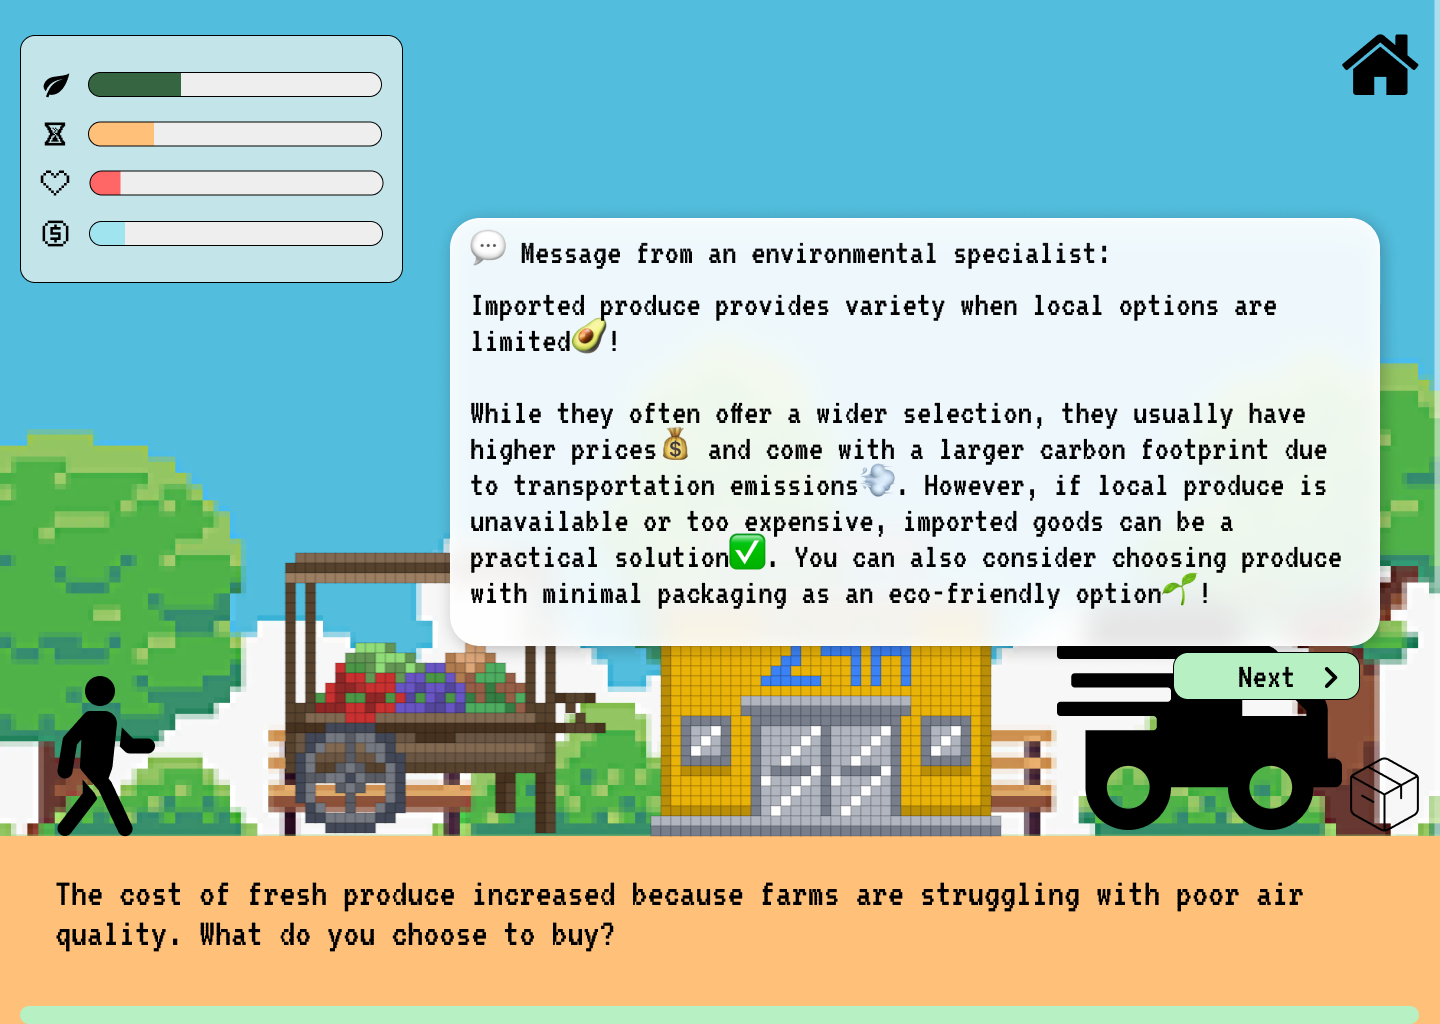 💬 Message from an environmental specialist:
Imported produce provides variety when local options are
limited🥑!
While they often offer a wider selection, they usually have
higher prices💰 and come with a larger carbon footprint due
to transportation emissions💨. However, if local produce is
unavailable or too expensive, imported goods can be a
practical solution✅. You can also consider choosing produce
with minimal packaging as an eco-friendly option🌱!
Next
The cost of fresh produce increased because farms are struggling with poor air
quality. What do you choose to buy?